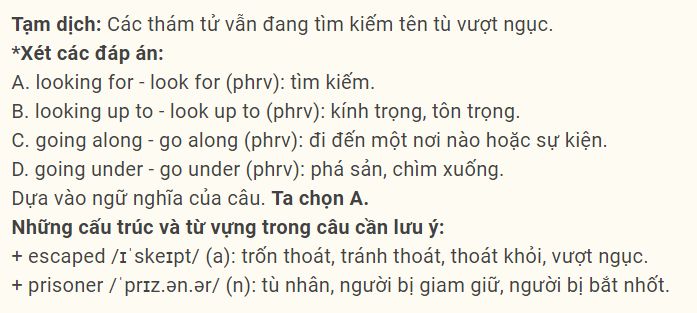 Tạm dịch: Các thám tử vẫn đang tìm kiếm tên tù vượt ngục.
*Xét các đáp án:
A. looking for - look for (phrv): tìm kiếm.
B. looking up to - look up to (phrv): kính trọng, tôn trọng.
C. going along - go along (phrv): đi đến một nơi nào hoặc sự kiện.
D. going under - go under (phrv): phá sản, chìm xuống.
Dựa vào ngữ nghĩa của câu. Ta chọn A.
Những cấu trúc và từ vựng trong câu cần lưu ý:
+ escaped /ɪˈskeɪpt/ (a): trốn thoát, tránh thoát, thoát khỏi, vượt ngục.
+ prisoner /ˈprɪz.ən.ər/ (n): tù nhân, người bị giam giữ, người bị bắt nhốt.